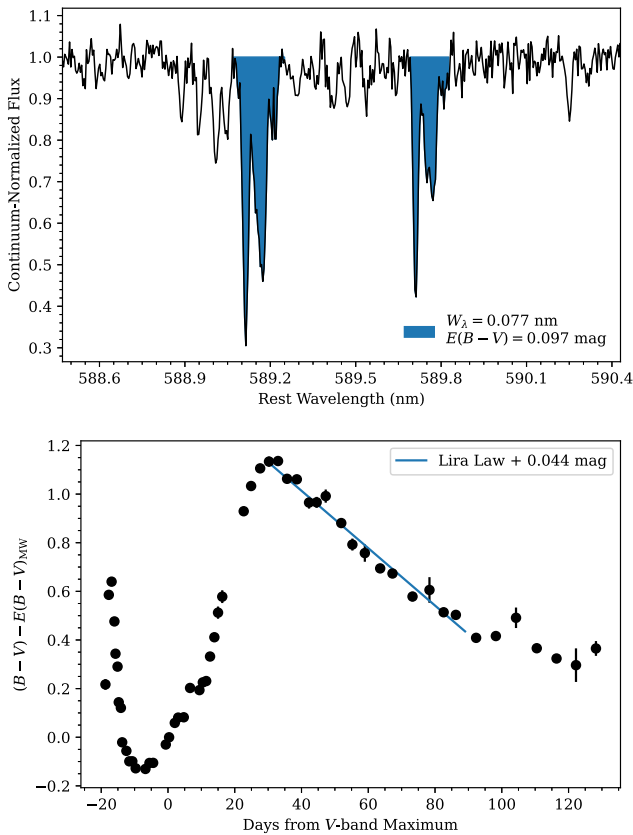 1.0
0.9
0.8
0.7
0.6
0.5
0.4
0.3
Continuum-Normalized Flux
W_λ = 0.077 nm
E(B − V) = 0.097 mag
588.6 588.9 589.2 589.5 589.8 590.1 590.4
Rest Wavelength (nm)
1.2
1.0
0.8
0.6
0.4
0.2
0.0
−0.2
(B − V) − E(B − V)_MW
Lira Law + 0.044 mag
−20 0 20 40 60 80 100 120
Days from V-band Maximum